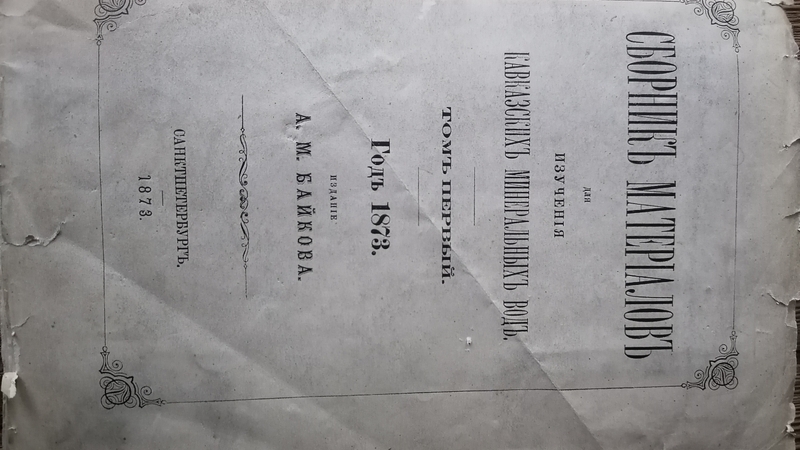 СБОРНИКЪ МАТЕРІАЛОВЪ
ДЛЯ
ИЗУЧЕНІЯ
КАВКАЗСКИХЪ МИНЕРАЛЬНЫХЪ ВОДЪ.
ТОМЪ ПЕРВЫЙ.
Годъ 1873.
ИЗДАНІЕ
А. М. БАЙКОВА.
САНКТПЕТЕРБУРГЪ.
1873.